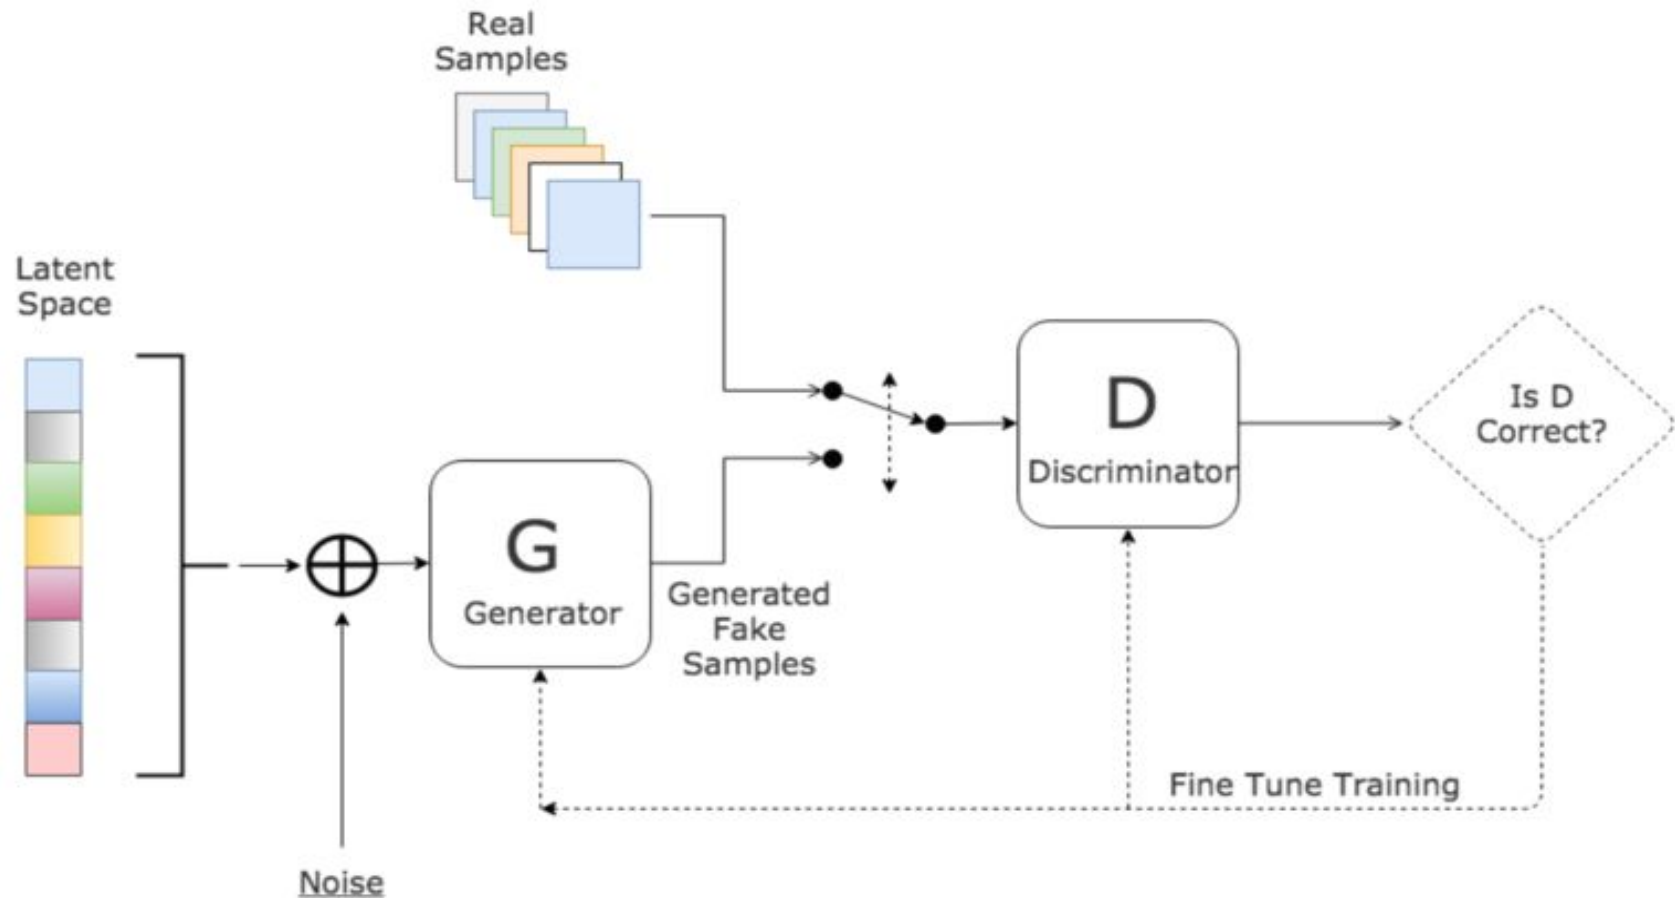 Real
Samples
Latent
Space
G
Generator
Generated
Fake
Samples
D
Discriminator
Is D
Correct?
Fine Tune Training
Noise